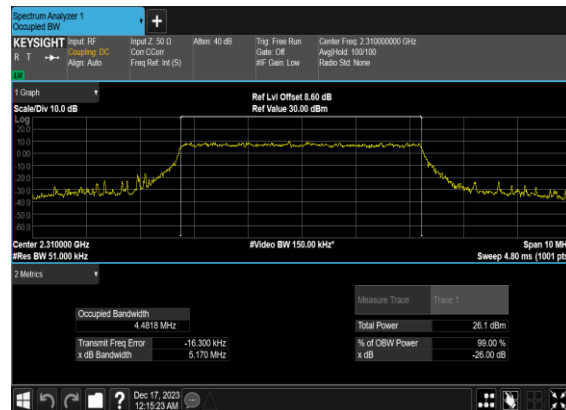 Spectrum Analyzer 1
Occupied BW
KEYSIGHT Input: RF Input Z: 50 Ω Atten: 40 dB Trig: Free Run Center Freq: 2.310000000 GHz
R T Coupling: DC Corr CCorr Gate: Off Avg|Hold: 100/100
Align: Auto Freq Ref: Int (S) #IF Gain: Low Radio Std: None
LW
1 Graph
Ref Lvl Offset 8.60 dB
Scale/Div 10.0 dB Ref Value 30.00 dBm
Log
20.0
10.0
0.00
-10.0
-20.0
-30.0
-40.0
-50.0
-60.0
Center 2.310000 GHz #Video BW 150.00 kHz* Span 10 MH
#Res BW 51.000 kHz Sweep 4.80 ms (1001 pts
2 Metrics
Measure Trace Trace 1
Occupied Bandwidth
4.4818 MHz Total Power 26.1 dBm
Transmit Freq Error -16.300 kHz % of OBW Power 99.00 %
x dB Bandwidth 5.170 MHz x dB -26.00 dB
Dec 17, 2023
12:15:23 AM